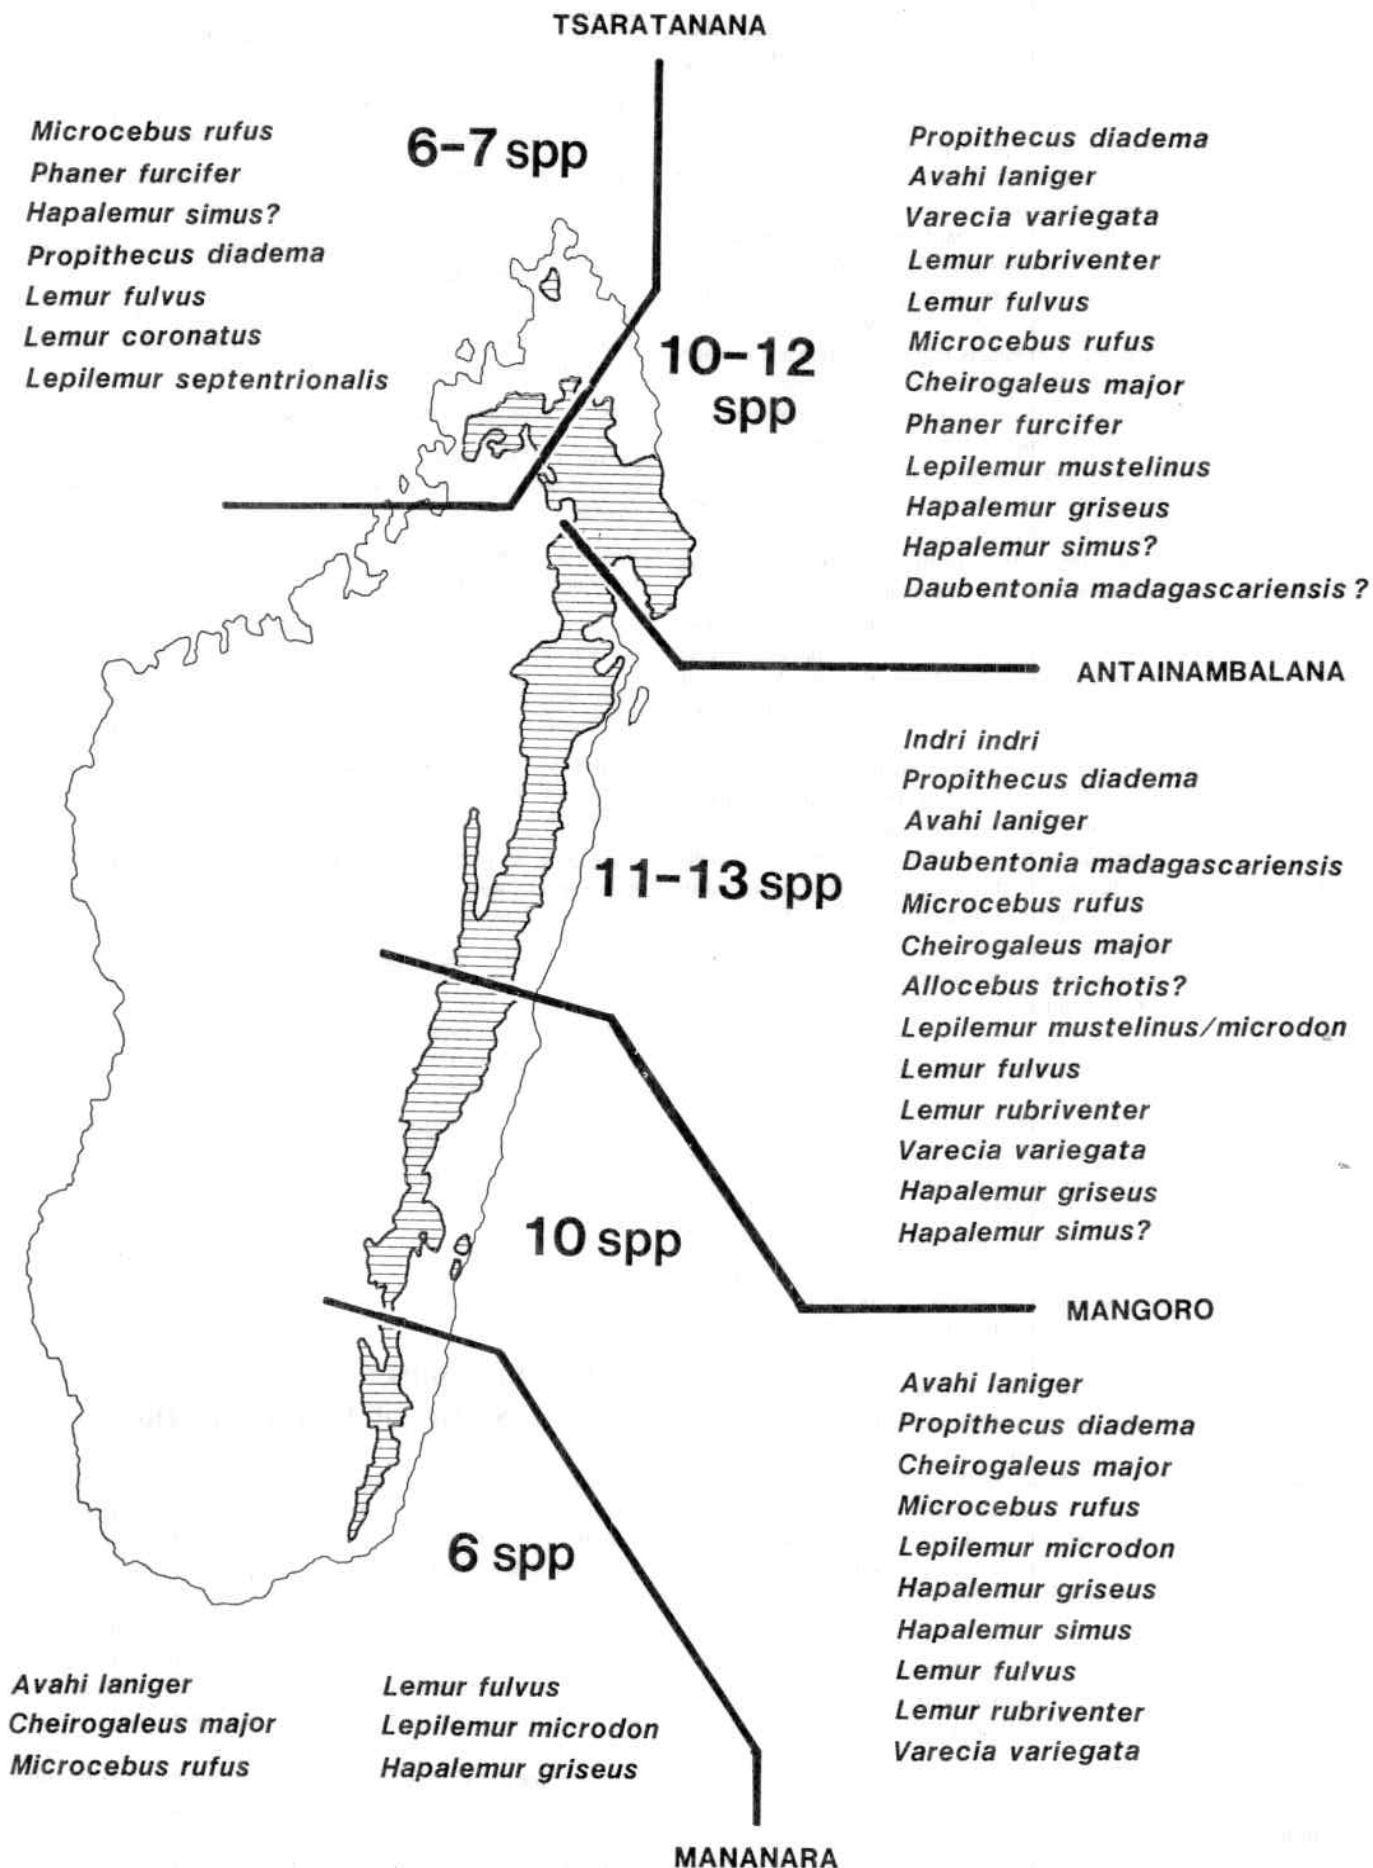 TSARATANANA
6-7 spp
Microcebus rufus
Phaner furcifer
Hapalemur simus?
Propithecus diadema
Lemur fulvus
Lemur coronatus
Lepilemur septentrionalis
10-12
spp
Propithecus diadema
Avahi laniger
Varecia variegata
Lemur rubriventer
Lemur fulvus
Microcebus rufus
Cheirogaleus major
Phaner furcifer
Lepilemur mustelinus
Hapalemur griseus
Hapalemur simus?
Daubentonia madagascariensis ?
ANTAINAMBALANA
11-13 spp
Indri indri
Propithecus diadema
Avahi laniger
Daubentonia madagascariensis
Microcebus rufus
Cheirogaleus major
Allocebus trichotis?
Lepilemur mustelinus/microdon
Lemur fulvus
Lemur rubriventer
Varecia variegata
Hapalemur griseus
Hapalemur simus?
MANGORO
10 spp
Avahi laniger
Propithecus diadema
Cheirogaleus major
Microcebus rufus
Lepilemur microdon
Hapalemur griseus
Hapalemur simus
Lemur fulvus
Lemur rubriventer
Varecia variegata
6 spp
Avahi laniger
Cheirogaleus major
Microcebus rufus
Lemur fulvus
Lepilemur microdon
Hapalemur griseus
MANANARA